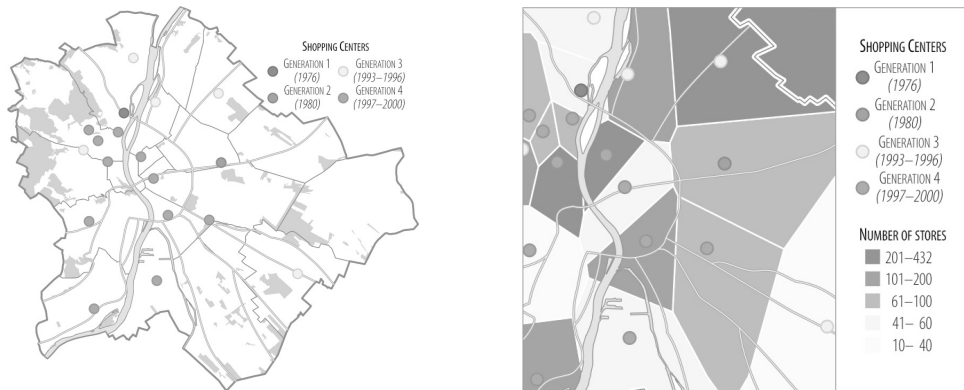 SHOPPING CENTERS
GENERATION 1
(1976)
GENERATION 2
(1980)
GENERATION 3
(1993–1996)
GENERATION 4
(1997–2000)
SHOPPING CENTERS
GENERATION 1
(1976)
GENERATION 2
(1980)
GENERATION 3
(1993–1996)
GENERATION 4
(1997–2000)
NUMBER OF STORES
201–432
101–200
61–100
41– 60
10– 40